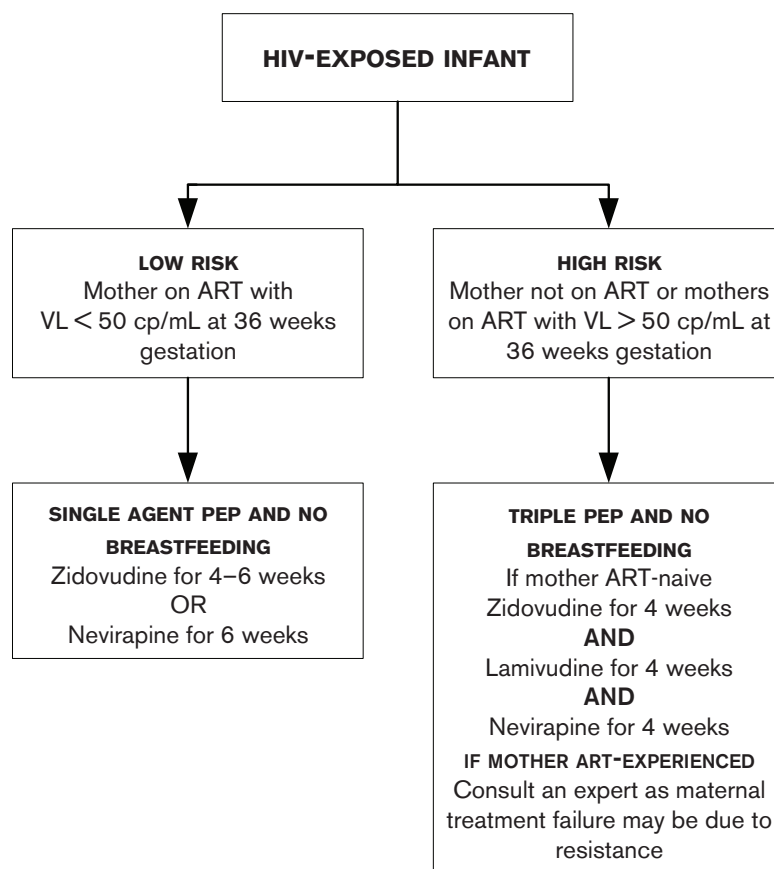 HIV-EXPOSED INFANT
LOW RISK
Mother on ART with
VL < 50 cp/mL at 36 weeks
gestation
HIGH RISK
Mother not on ART or mothers
on ART with VL > 50 cp/mL at
36 weeks gestation
SINGLE AGENT PEP AND NO
BREASTFEEDING
Zidovudine for 4–6 weeks
OR
Nevirapine for 6 weeks
TRIPLE PEP AND NO
BREASTFEEDING
If mother ART-naive
Zidovudine for 4 weeks
AND
Lamivudine for 4 weeks
AND
Nevirapine for 4 weeks
IF MOTHER ART-EXPERIENCED
Consult an expert as maternal
treatment failure may be due to
resistance